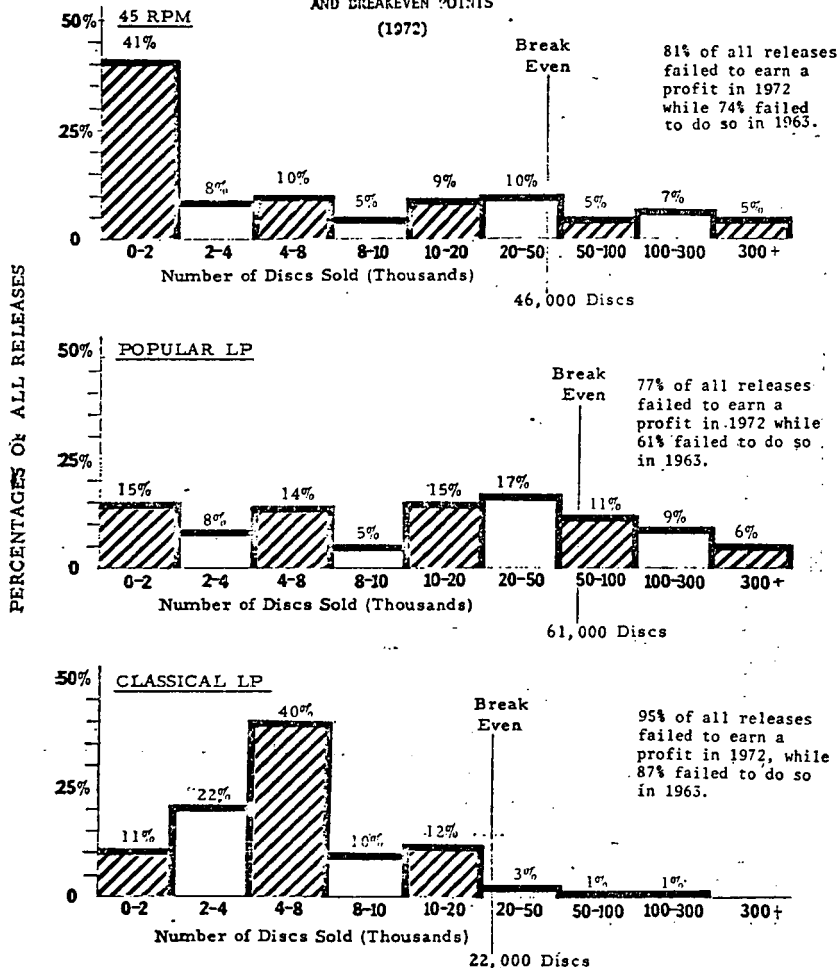 AND BREAKEVEN POINTS
(1972)
PERCENTAGES OF ALL RELEASES
45 RPM
50%
25%
0
41%
8%
10%
5%
9%
10%
5%
7%
5%
Break
Even
81% of all releases
failed to earn a
profit in 1972
while 74% failed
to do so in 1963.
0-2
2-4
4-8
8-10
10-20
20-50
50-100
100-300
300+
Number of Discs Sold (Thousands)
46,000 Discs
POPULAR LP
50%
25%
0
15%
8%
14%
5%
15%
17%
11%
9%
6%
Break
Even
77% of all releases
failed to earn a
profit in 1972 while
61% failed to do so
in 1963.
0-2
2-4
4-8
8-10
10-20
20-50
50-100
100-300
300+
Number of Discs Sold (Thousands)
61,000 Discs
CLASSICAL LP
50%
25%
0
11%
22%
40%
10%
12%
3%
1%
1%
Break
Even
95% of all releases
failed to earn a
profit in 1972, while
87% failed to do so
in 1963.
0-2
2-4
4-8
8-10
10-20
20-50
50-100
100-300
300+
Number of Discs Sold (Thousands)
22,000 Discs